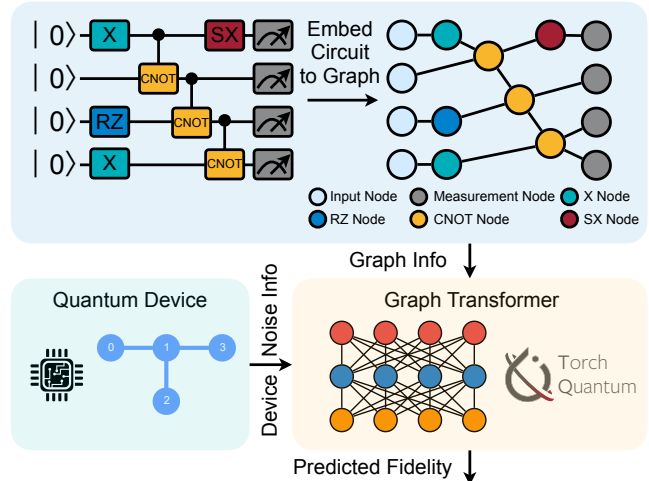 | 0⟩ X SX
| 0⟩ CNOT
| 0⟩ RZ CNOT
| 0⟩ X CNOT
Embed
Circuit
to Graph
Input Node Measurement Node X Node
RZ Node CNOT Node SX Node
Graph Info
Quantum Device
0 1 3
2
Device Noise Info
Graph Transformer
Torch
Quantum
Predicted Fidelity